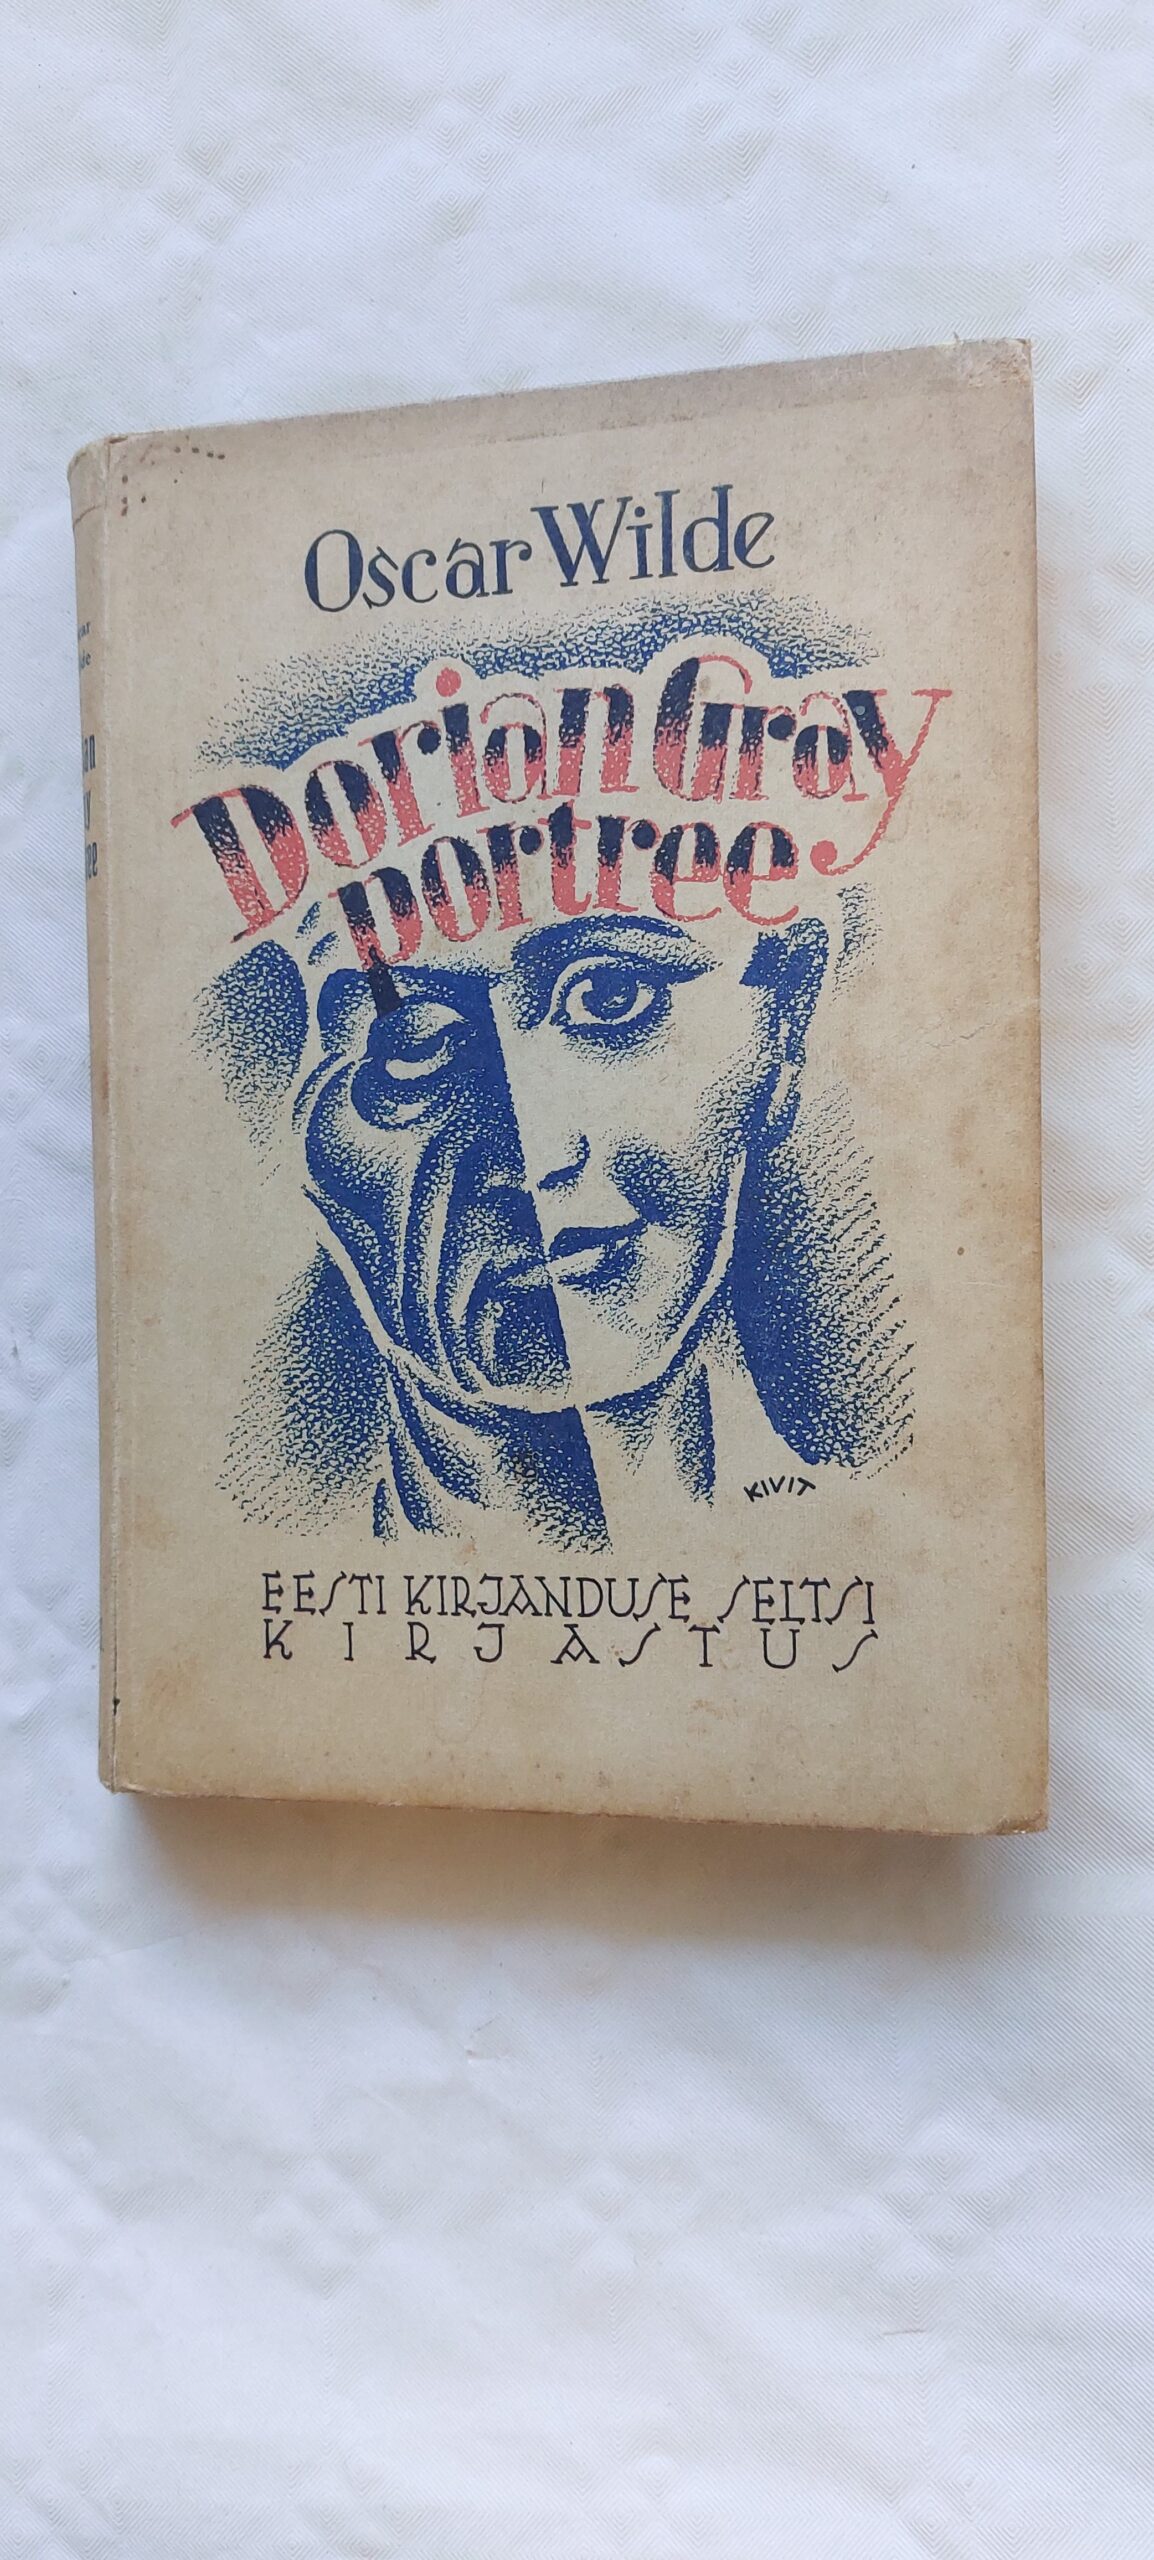 Oscar Wilde
Dorian Gray
portree
KIVIT
EESTI KIRJANDUSE SELTSI
KIRJASTUS